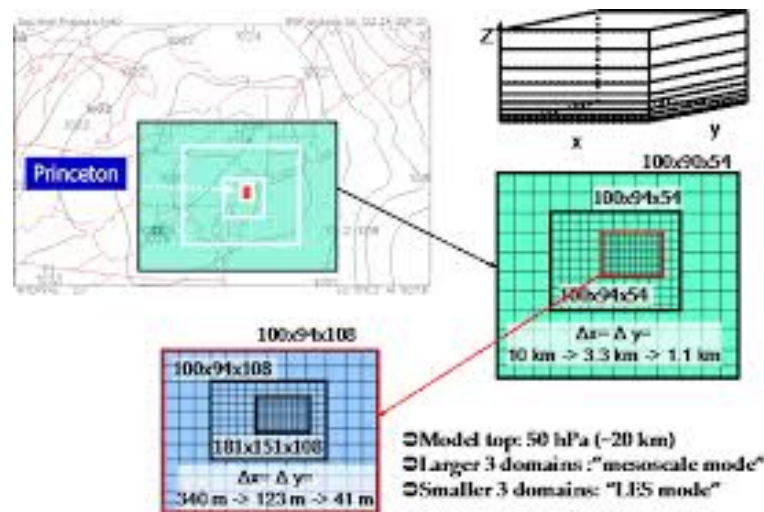 Z
x
y
Princeton
100x90x54
100x94x54
100x94x54
Δx= Δ y=
10 km -> 3.3 km -> 1.1 km
100x94x108
100x94x108
181x151x108
Δx= Δ y=
340 m -> 123 m -> 41 m
➲Model top: 50 hPa (~20 km)
➲Larger 3 domains :"mesoscale mode"
➲Smaller 3 domains: "LES mode"